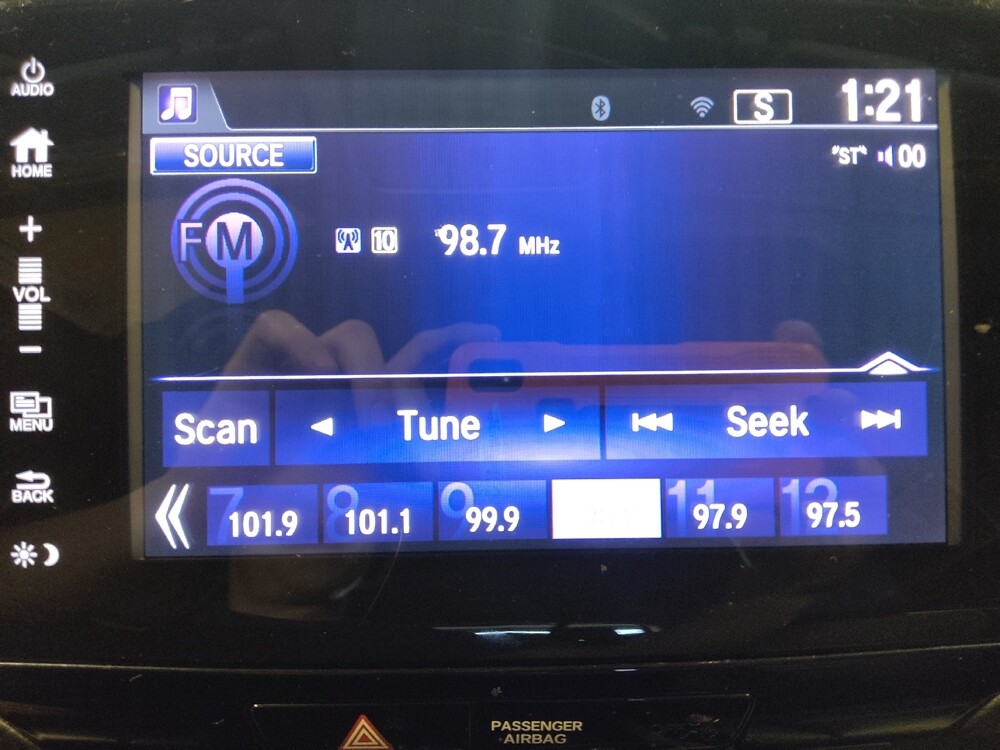 AUDIO
HOME
+
VOL
−
MENU
BACK
S 1:21
SOURCE
"ST" 00
FM
10 98.7 MHz
Scan Tune Seek
7 8 9 11 12
101.9 101.1 99.9 97.9 97.5
PASSENGER
AIRBAG